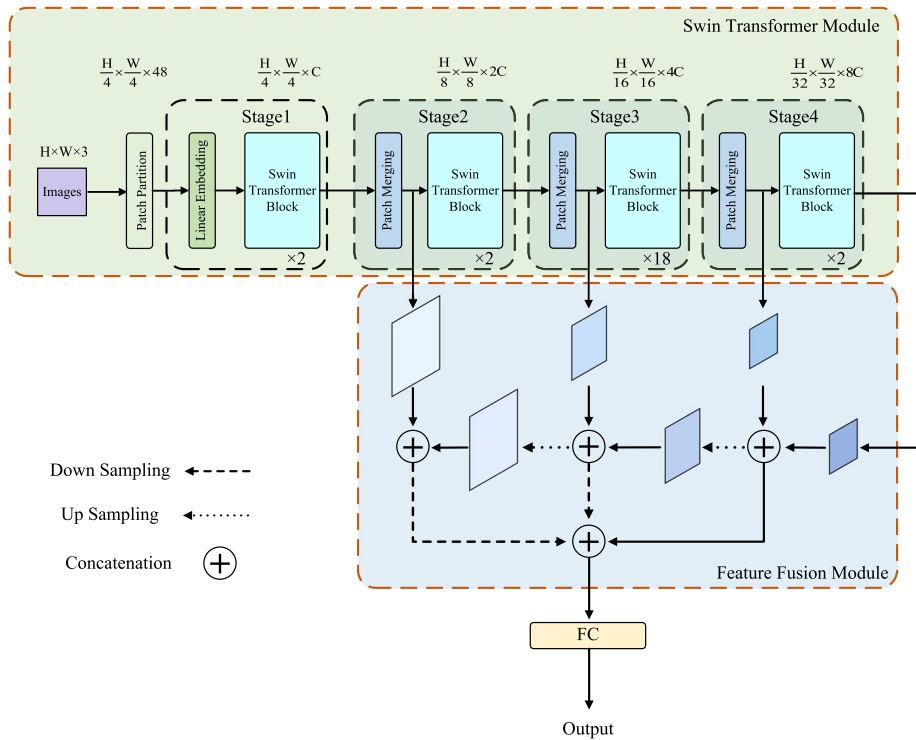 Swin Transformer Module
H/4 × W/4 × 48
H/4 × W/4 × C
H/8 × W/8 × 2C
H/16 × W/16 × 4C
H/32 × W/32 × 8C
Stage1
Stage2
Stage3
Stage4
H×W×3
Images
Patch Partition
Linear Embedding
Swin
Transformer
Block
×2
Patch Merging
Swin
Transformer
Block
×2
Patch Merging
Swin
Transformer
Block
×18
Patch Merging
Swin
Transformer
Block
×2
Down Sampling
Up Sampling
Concatenation
Feature Fusion Module
FC
Output